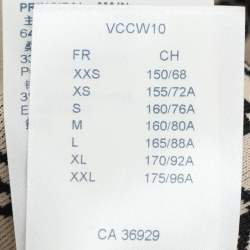 VCCW10
FR CH
XXS 150/68
XS 155/72A
S 160/76A
M 160/80A
L 165/88A
XL 170/92A
XXL 175/96A
CA 36929